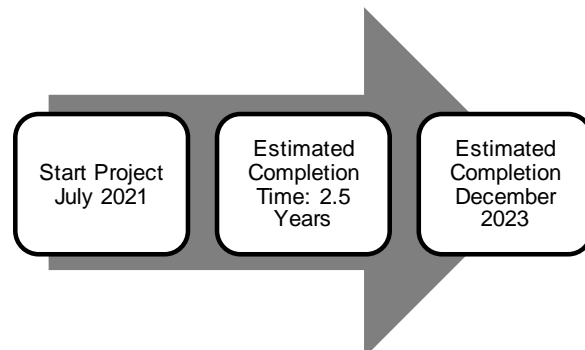 Start Project
July 2021
Estimated
Completion
Time: 2.5
Years
Estimated
Completion
December
2023